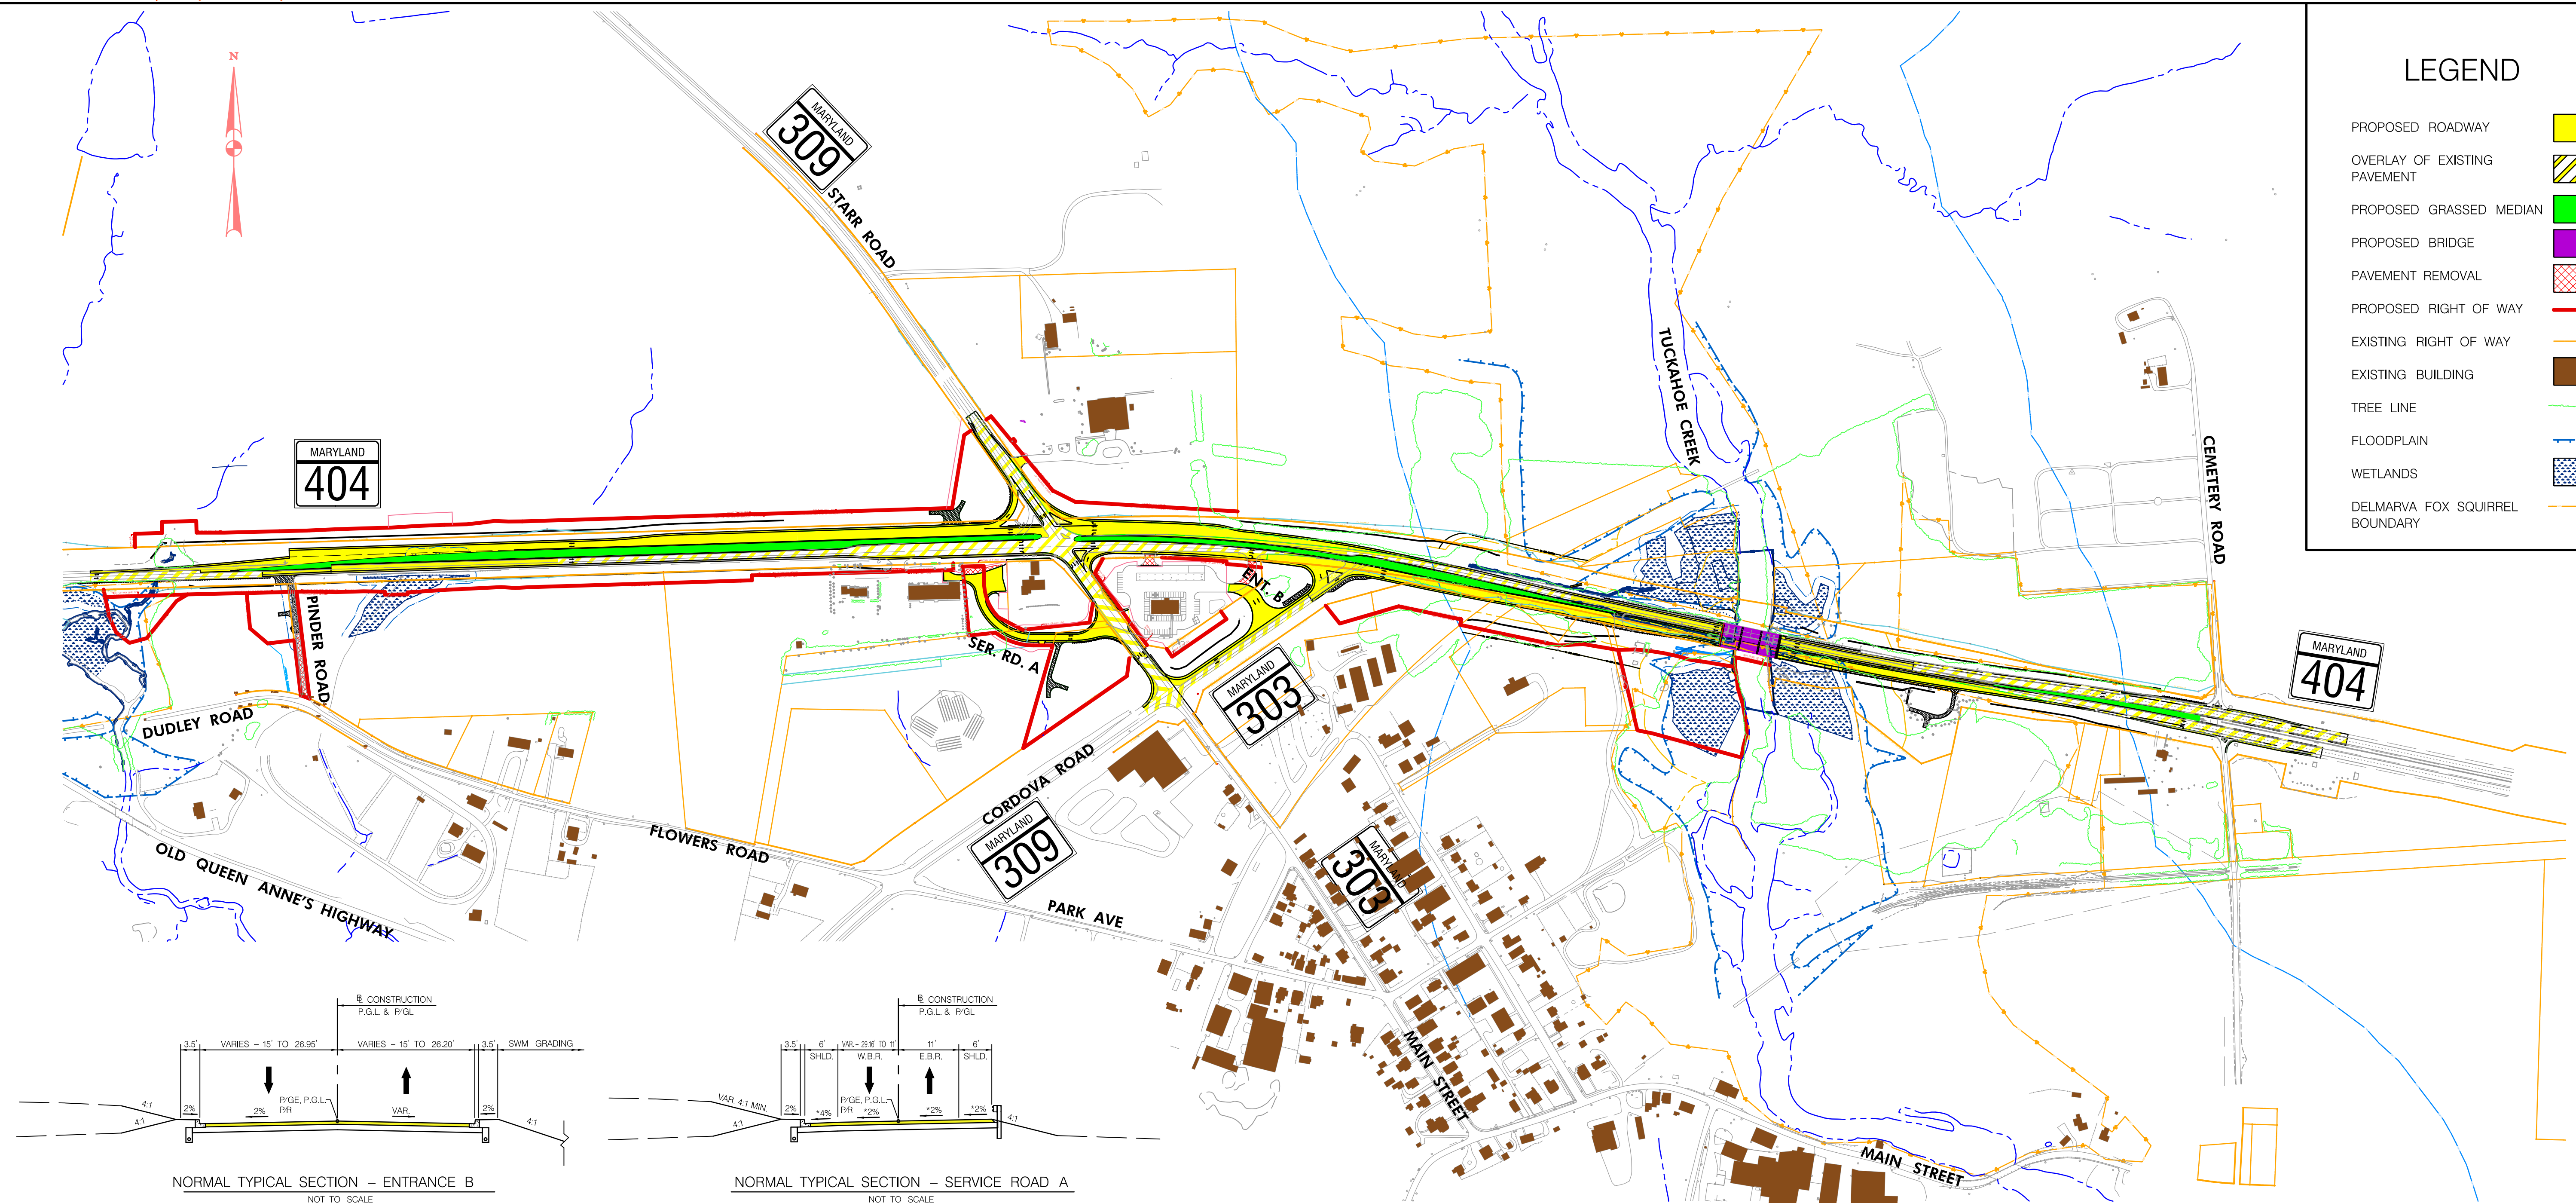 N
LEGEND
PROPOSED ROADWAY
OVERLAY OF EXISTING
PAVEMENT
PROPOSED GRASSED MEDIAN
PROPOSED BRIDGE
PAVEMENT REMOVAL
PROPOSED RIGHT OF WAY
EXISTING RIGHT OF WAY
EXISTING BUILDING
TREE LINE
FLOODPLAIN
WETLANDS
DELMARVA FOX SQUIRREL
BOUNDARY
MARYLAND
309
STARR ROAD
TUCKAHOE CREEK
CEMETERY ROAD
MARYLAND
404
PINDER ROAD
ENT. B
SER. RD. A
MARYLAND
303
MARYLAND
404
DUDLEY ROAD
CORDOVA ROAD
MARYLAND
309
FLOWERS ROAD
OLD QUEEN ANNE'S HIGHWAY
MARYLAND
303
PARK AVE
MAIN STREET
MAIN STREET
CONSTRUCTION
P.G.L. & P/GL
3.5'
VARIES - 15' TO 26.95'
VARIES - 15' TO 26.20'
3.5'
SWM GRADING
4:1
4:1
2%
2%
P/GE, P.G.L.
P/R
VAR.
2%
4:1
NORMAL TYPICAL SECTION - ENTRANCE B
NOT TO SCALE
CONSTRUCTION
P.G.L. & P/GL
3.5'
6'
SHLD.
VAR. - 29.16' TO 11'
W.B.R.
11'
E.B.R.
6'
SHLD.
VAR. 4:1 MIN.
4:1
2%
*4%
*2%
P/GE, P.G.L.
P/R
*2%
*2%
4:1
NORMAL TYPICAL SECTION - SERVICE ROAD A
NOT TO SCALE